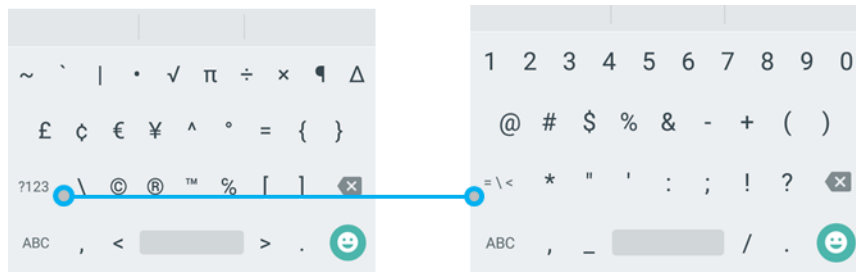 ~ ` | • √ π ÷ × ¶ Δ
£ ¢ € ¥ ^ ° = { }
?123 \ © ® ™ ℅ [ ]
ABC , < > .
1 2 3 4 5 6 7 8 9 0
@ # $ % & - + ( )
=\< * " ' : ; ! ?
ABC , _ / .